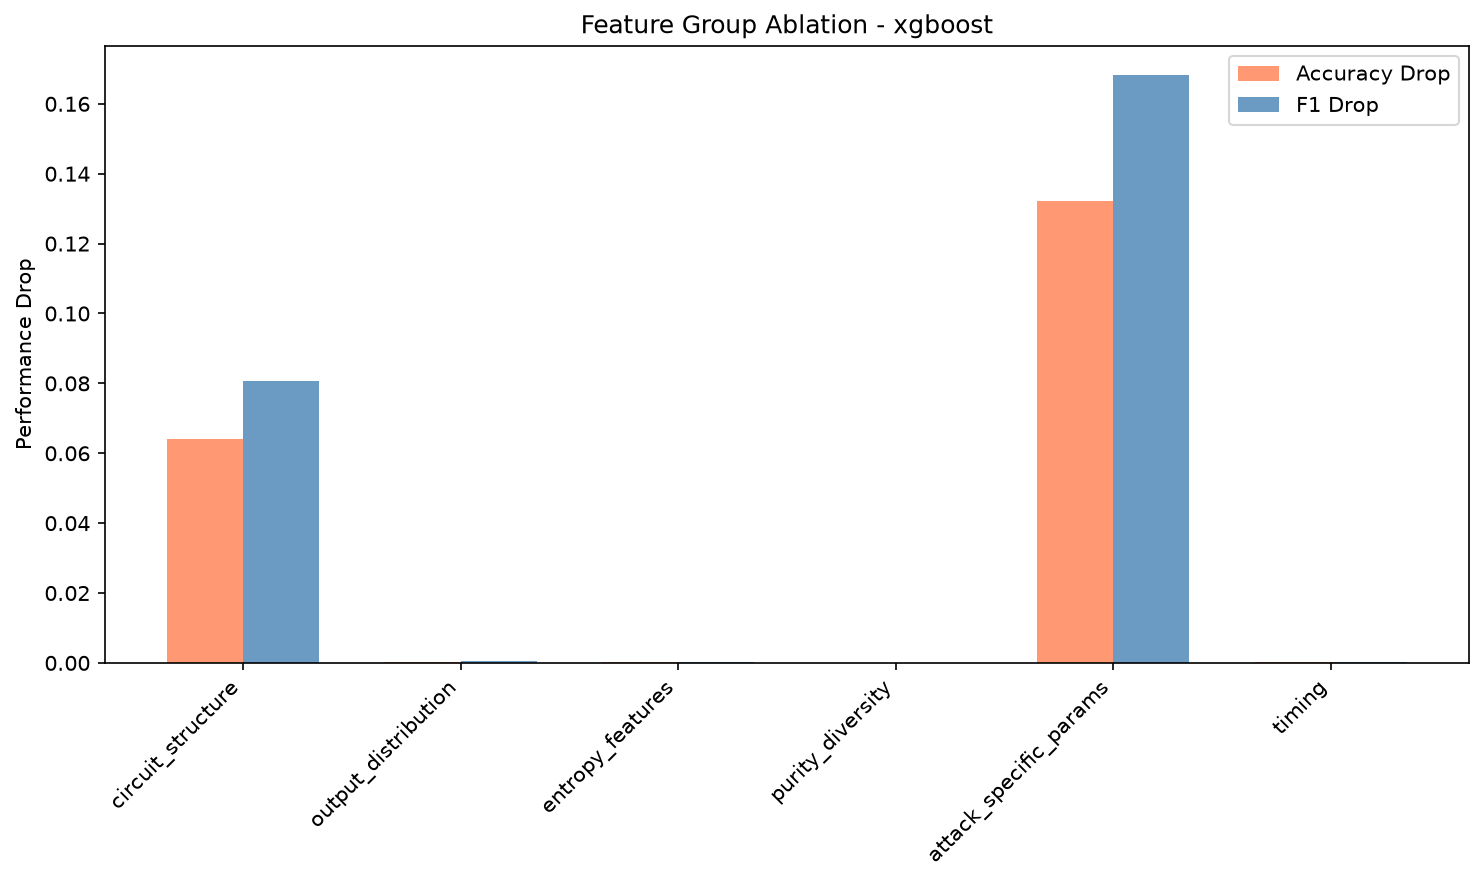 Feature Group Ablation - xgboost
Accuracy Drop
F1 Drop
Performance Drop
0.16
0.14
0.12
0.10
0.08
0.06
0.04
0.02
0.00
circuit_structure
output_distribution
entropy_features
purity_diversity
attack_specific_params
timing